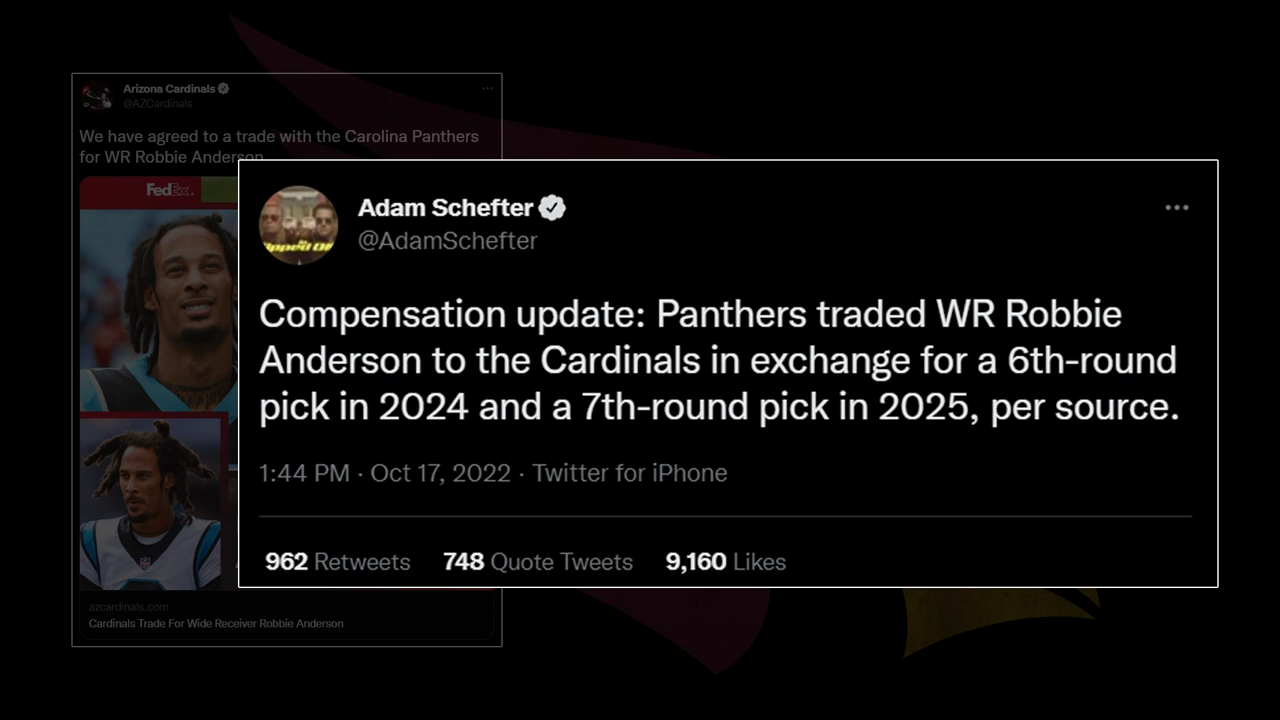 Arizona Cardinals
@AZCardinals
We have agreed to a trade with the Carolina Panthers
for WR Robbie Anderson
FedEx.
azcardinals.com
Cardinals Trade For Wide Receiver Robbie Anderson
Adam Schefter
@AdamSchefter
Compensation update: Panthers traded WR Robbie
Anderson to the Cardinals in exchange for a 6th-round
pick in 2024 and a 7th-round pick in 2025, per source.
1:44 PM · Oct 17, 2022 · Twitter for iPhone
962 Retweets 748 Quote Tweets 9,160 Likes